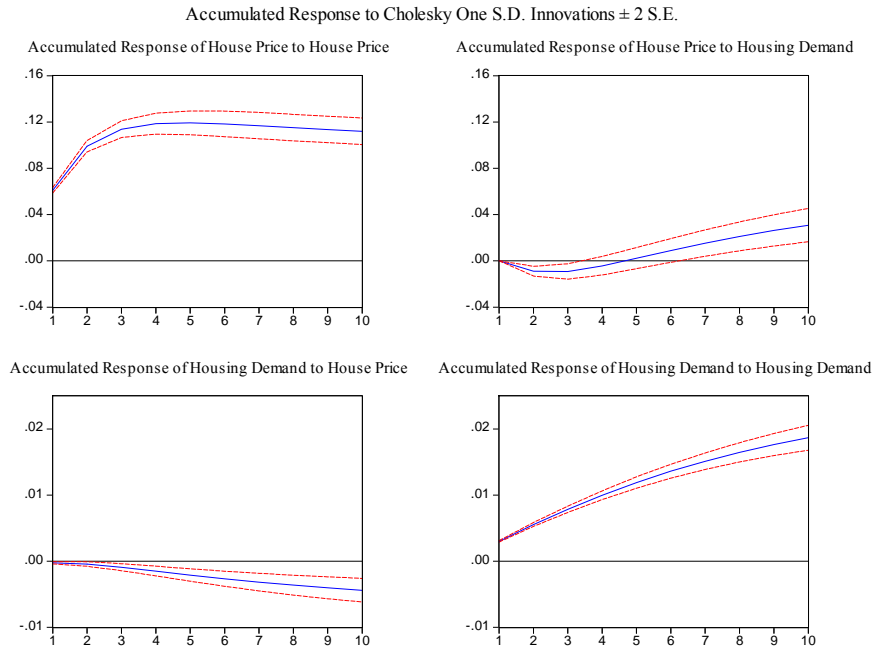 Accumulated Response to Cholesky One S.D. Innovations ± 2 S.E.
Accumulated Response of House Price to House Price
.16
.12
.08
.04
.00
-.04
1 2 3 4 5 6 7 8 9 10
Accumulated Response of House Price to Housing Demand
.16
.12
.08
.04
.00
-.04
1 2 3 4 5 6 7 8 9 10
Accumulated Response of Housing Demand to House Price
.02
.01
.00
-.01
1 2 3 4 5 6 7 8 9 10
Accumulated Response of Housing Demand to Housing Demand
.02
.01
.00
-.01
1 2 3 4 5 6 7 8 9 10